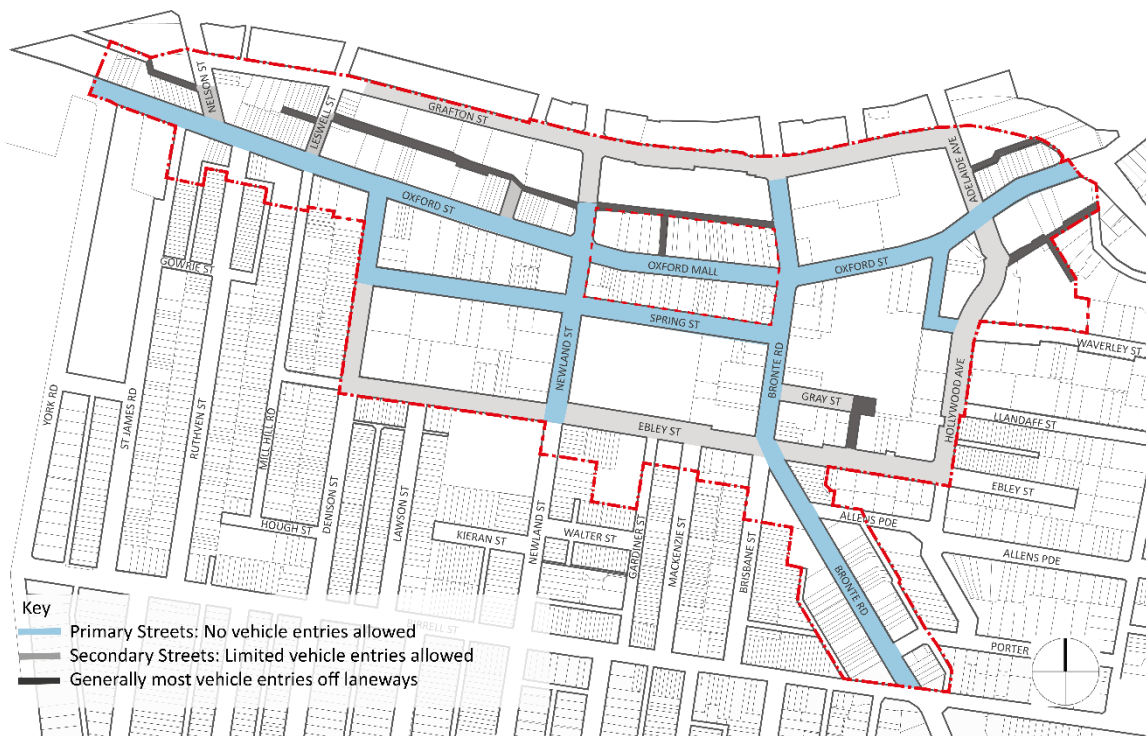 NELSON ST
LESWELL ST
GRAFTON ST
ADELAIDE AVE
OXFORD ST
GOWRIE ST
OXFORD MALL
OXFORD ST
SPRING ST
NEWLAND ST
BRONTE RD
WAVERLEY ST
GRAY ST
HOLLYWOOD AVE
LLANDAFF ST
YORK RD
ST JAMES RD
RUTHVEN ST
MILL HILL RD
EBLEY ST
EBLEY ST
DENISON ST
LAWSON ST
HOUGH ST
KIERAN ST
NEWLAND ST
WALTER ST
GARDINER ST
MACKENZIE ST
BRISBANE ST
ALLENS PDE
ALLENS PDE
BRONTE RD
PORTER
Key
Primary Streets: No vehicle entries allowed
Secondary Streets: Limited vehicle entries allowed
Generally most vehicle entries off laneways